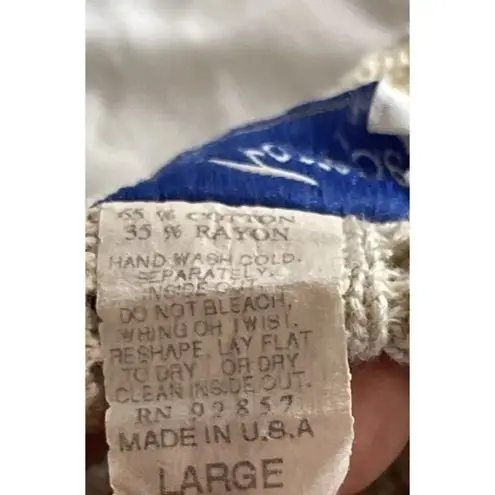 65 % COTTON
35 % RAYON
HAND WASH COLD.
SEPARATELY.
INSIDE OUT.
DO NOT BLEACH,
WRING OR TWIST.
RESHAPE. LAY FLAT
TO DRY OR DRY
CLEAN INSIDE OUT.
RN 92857
MADE IN U.S.A
LARGE